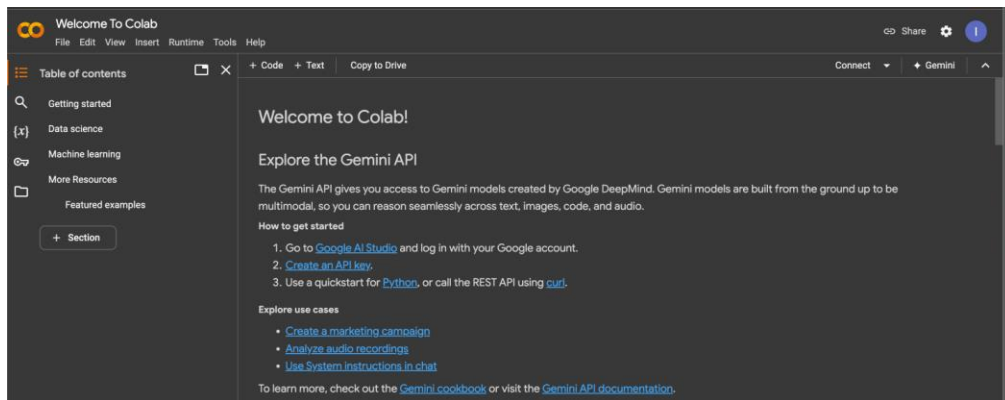 Welcome To Colab
File Edit View Insert Runtime Tools Help
Share
I
Table of contents
+ Code + Text Copy to Drive
Connect Gemini
Getting started
{x} Data science
Machine learning
More Resources
Featured examples
+ Section
Welcome to Colab!
Explore the Gemini API
The Gemini API gives you access to Gemini models created by Google DeepMind. Gemini models are built from the ground up to be
multimodal, so you can reason seamlessly across text, images, code, and audio.
How to get started
1. Go to Google AI Studio and log in with your Google account.
2. Create an API key.
3. Use a quickstart for Python, or call the REST API using curl.
Explore use cases
• Create a marketing campaign
• Analyze audio recordings
• Use System instructions in chat
To learn more, check out the Gemini cookbook or visit the Gemini API documentation.